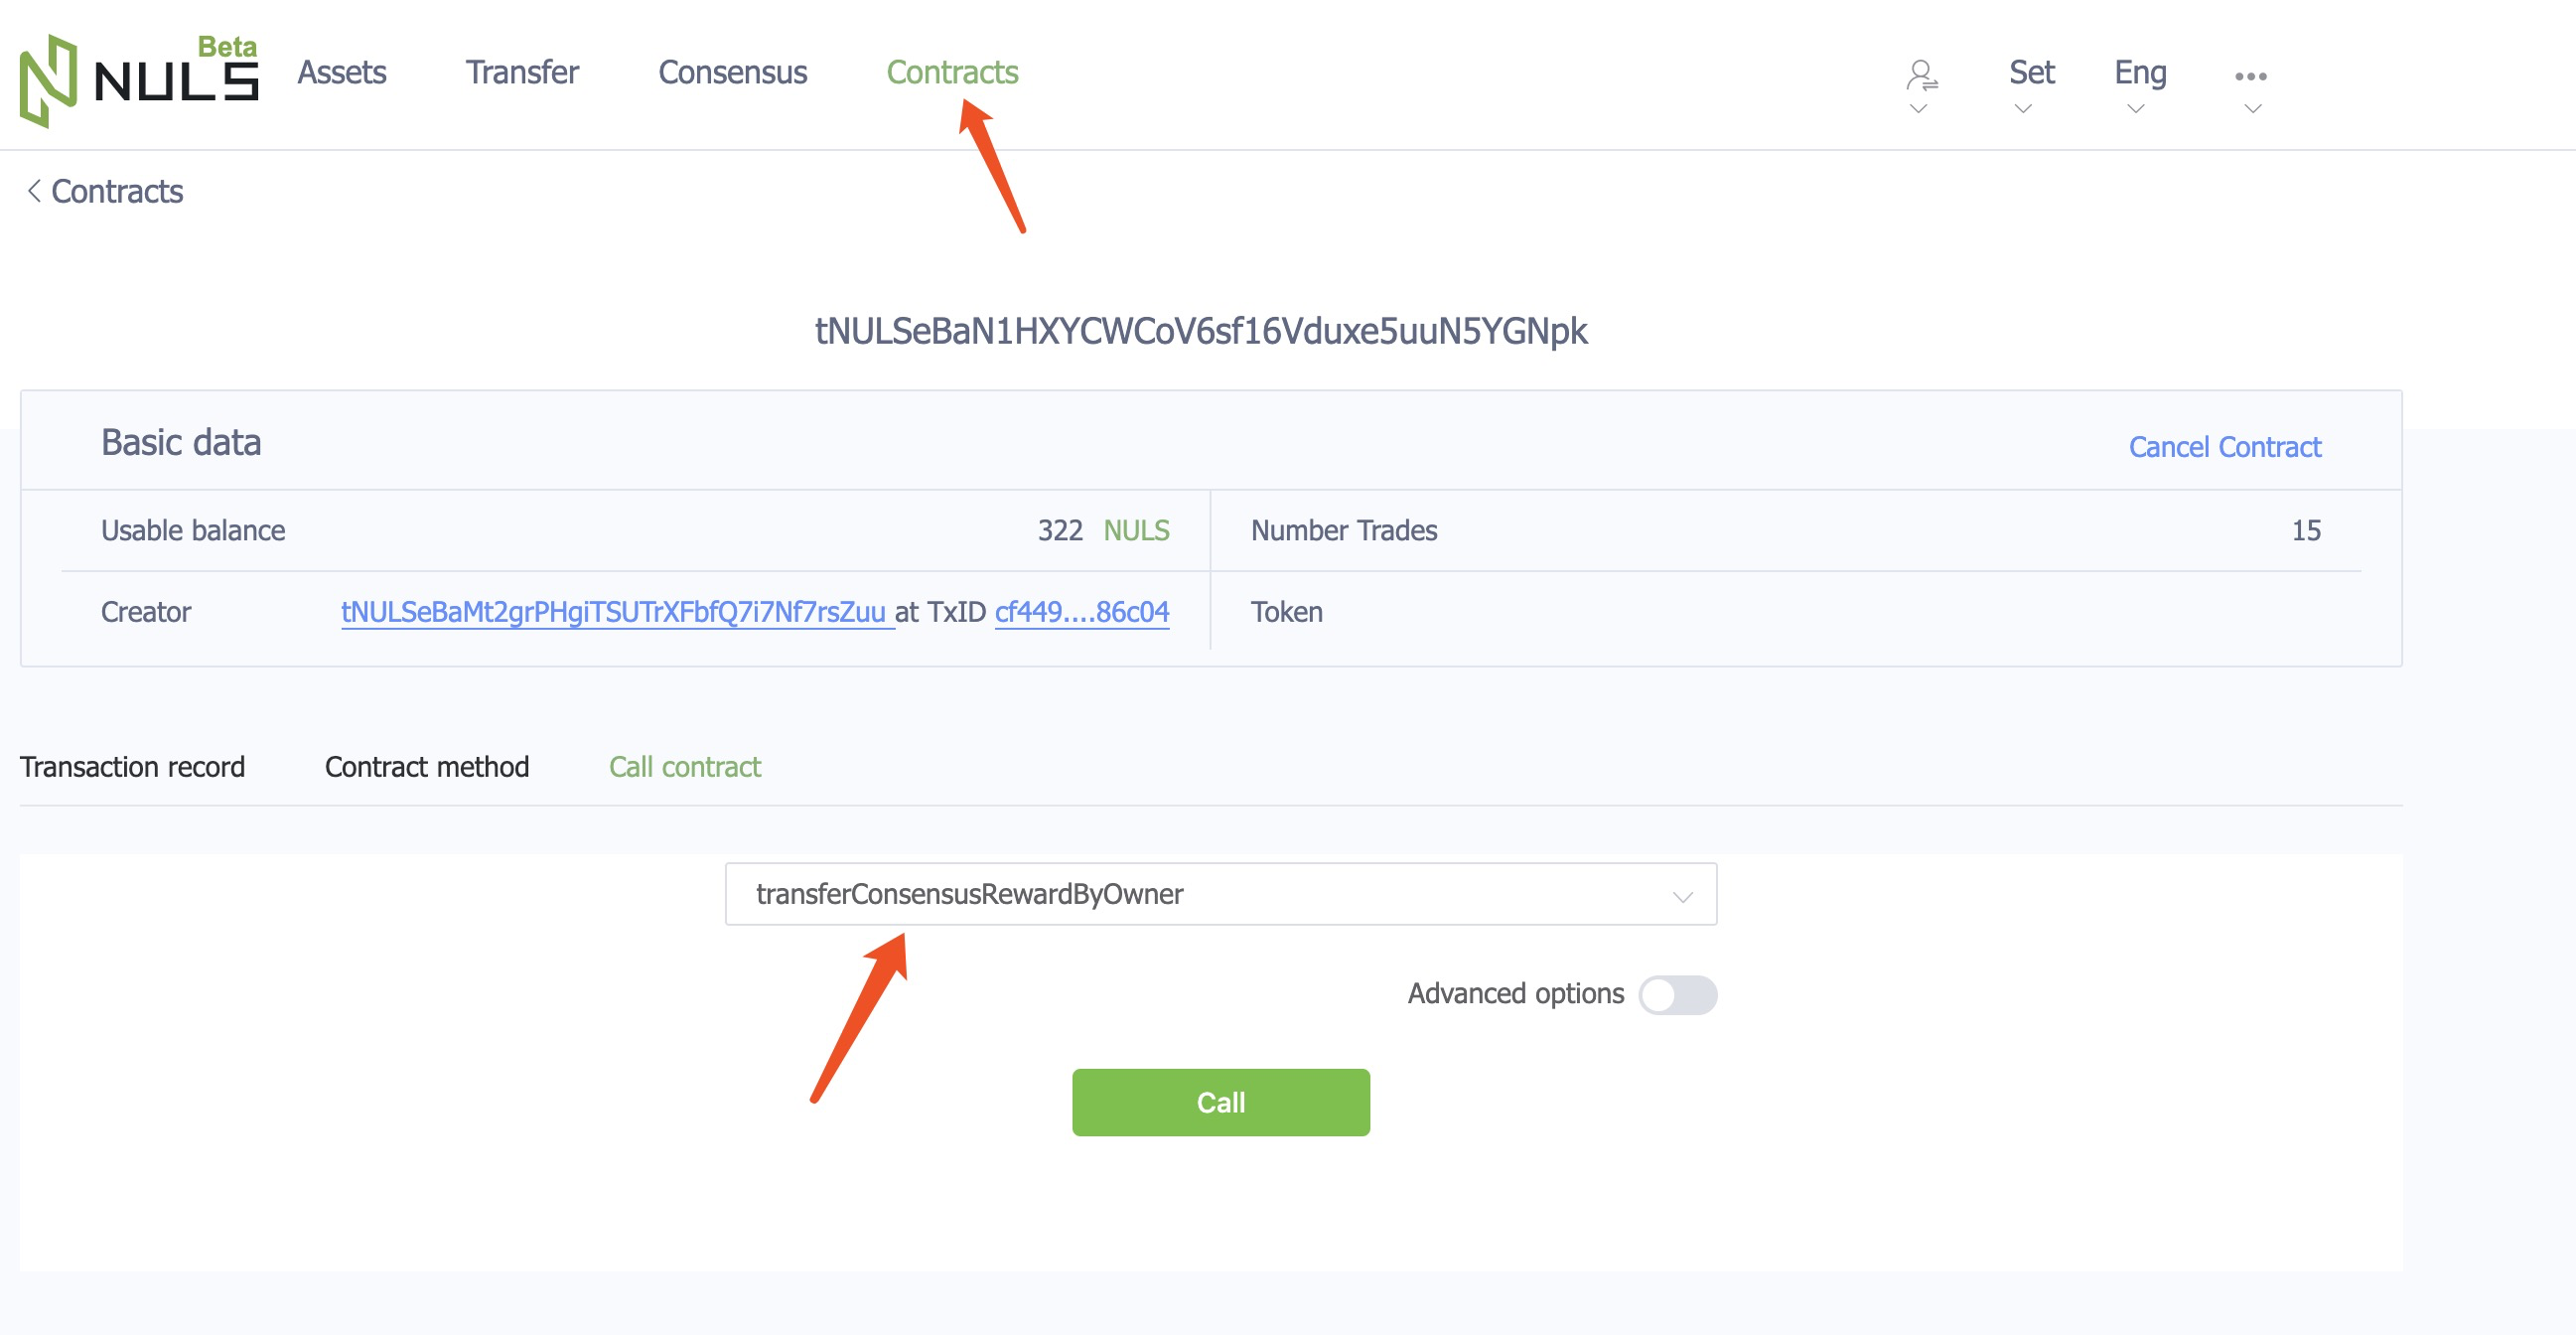 Beta
NULS
Assets Transfer Consensus Contracts Set Eng
Contracts
tNULSeBaN1HXYCWCoV6sf16Vduxe5uuN5YGNpk
Basic data Cancel Contract
Usable balance 322 NULS Number Trades 15
Creator tNULSeBaMt2grPHgiTSUTrXFbfQ7i7Nf7rsZuu at TxID cf449....86c04 Token
Transaction record Contract method Call contract
transferConsensusRewardByOwner
Advanced options
Call